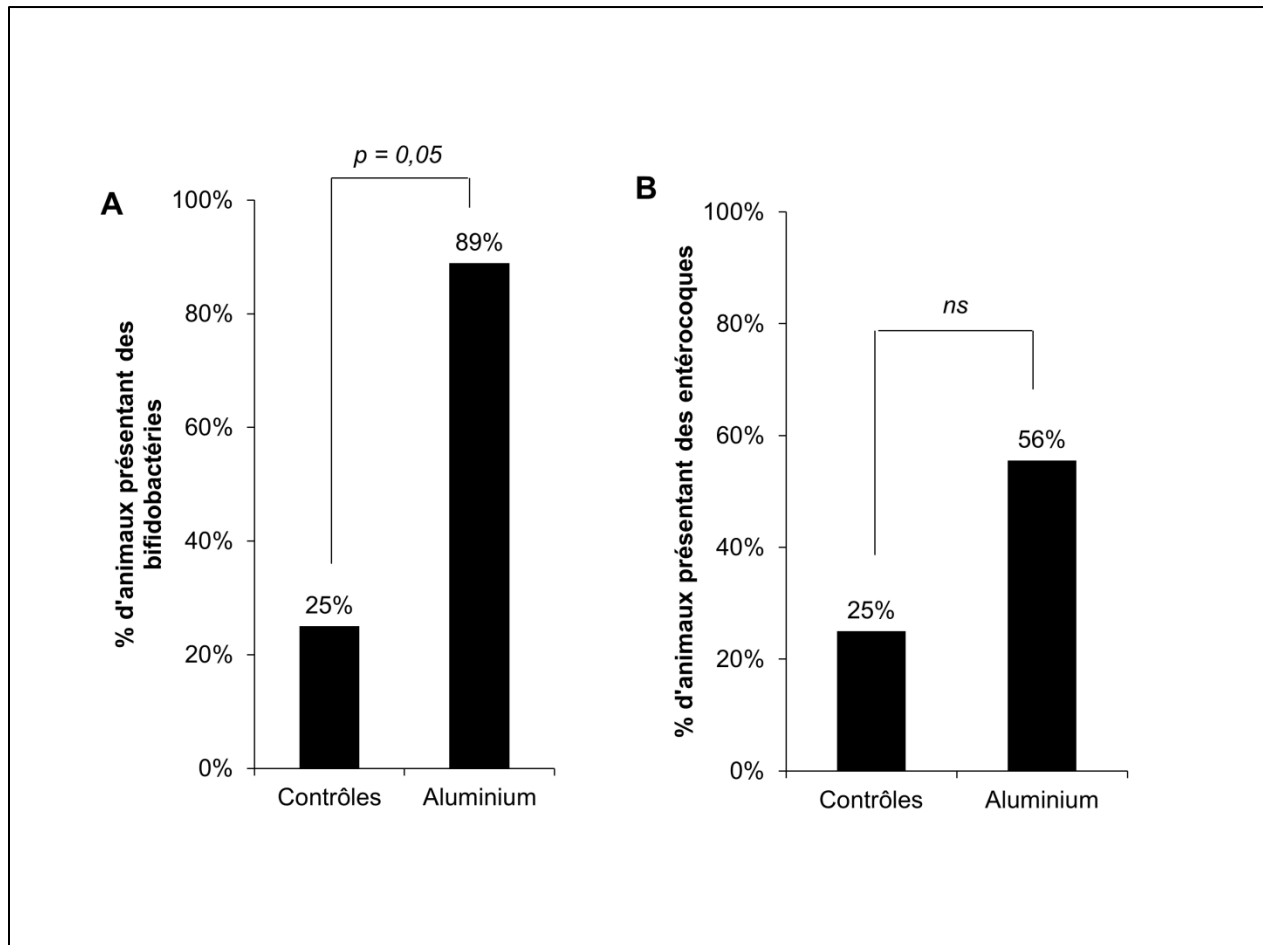 A
p = 0,05
% d'animaux présentant des
bifidobactéries
100%
80%
60%
40%
20%
0%
25%
89%
Contrôles
Aluminium
B
ns
% d'animaux présentant des entérocoques
100%
80%
60%
40%
20%
0%
25%
56%
Contrôles
Aluminium